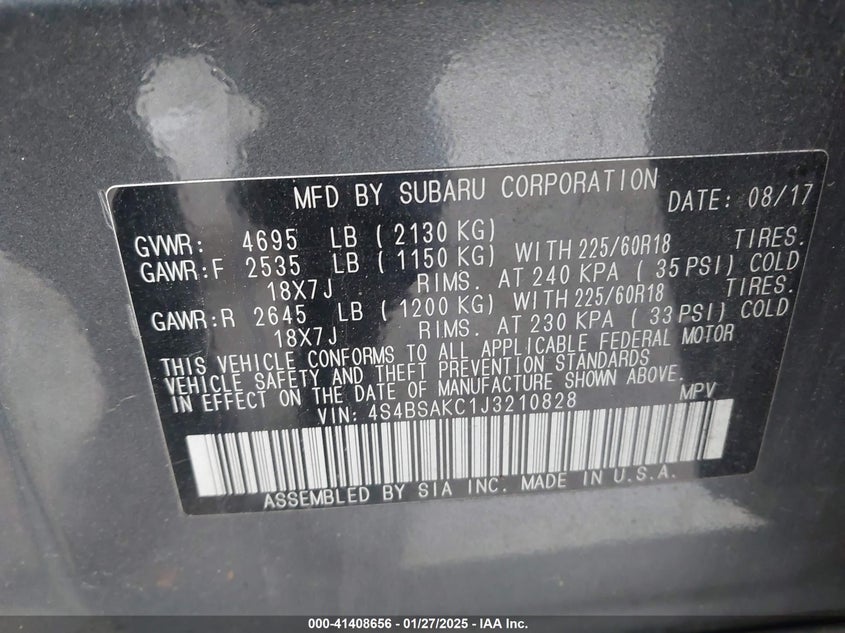 MFD BY SUBARU CORPORATION DATE: 08/17
GVWR: 4695 LB ( 2130 KG)
GAWR:F 2535 LB ( 1150 KG) WITH 225/60R18 TIRES.
18X7J RIMS. AT 240 KPA ( 35 PSI) COLD
GAWR:R 2645 LB ( 1200 KG) WITH 225/60R18 TIRES.
18X7J RIMS. AT 230 KPA ( 33 PSI) COLD
THIS VEHICLE CONFORMS TO ALL APPLICABLE FEDERAL MOTOR
VEHICLE SAFETY AND THEFT PREVENTION STANDARDS
IN EFFECT ON THE DATE OF MANUFACTURE SHOWN ABOVE.
VIN: 4S4BSAKC1J3210828 MPV
ASSEMBLED BY SIA INC. MADE IN U.S.A.
000-41408656 - 01/27/2025 - IAA Inc.